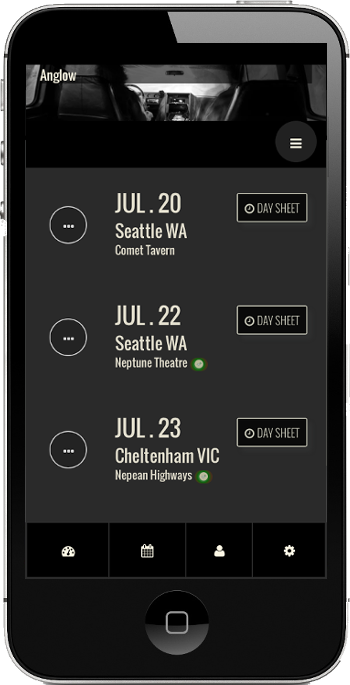 Anglow
JUL . 20
Seattle WA
Comet Tavern
DAY SHEET
JUL . 22
Seattle WA
Neptune Theatre
DAY SHEET
JUL . 23
Cheltenham VIC
Nepean Highways
DAY SHEET